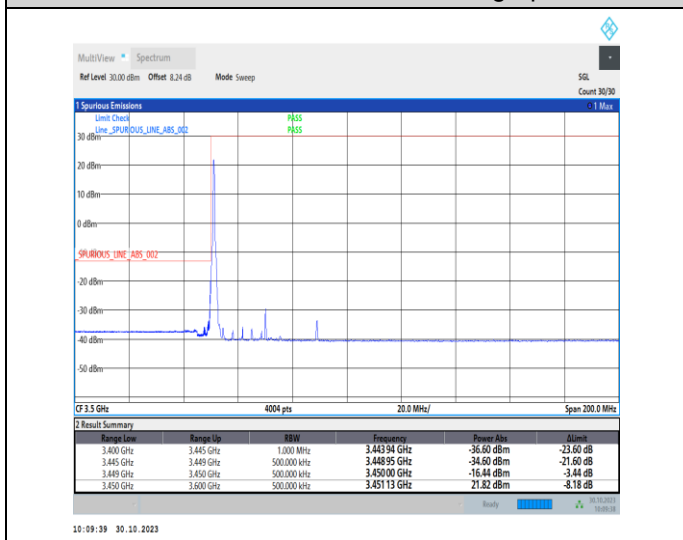 MultiView Spectrum
Ref Level 30.00 dBm Offset 8.24 dB Mode Sweep SGL
Count 30/30
1 Spurious Emissions 1 Max
Limit Check PASS
Line _SPURIOUS_LINE_ABS_002 PASS
30 dBm
20 dBm
10 dBm
0 dBm
_SPURIOUS_LINE_ABS_002
-20 dBm
-30 dBm
-40 dBm
-50 dBm
CF 3.5 GHz 4004 pts 20.0 MHz/ Span 200.0 MHz
2 Result Summary
Range Low Range Up RBW Frequency Power Abs ΔLimit
3.400 GHz 3.445 GHz 1.000 MHz 3.443 94 GHz -36.60 dBm -23.60 dB
3.445 GHz 3.449 GHz 500.000 kHz 3.448 95 GHz -34.60 dBm -21.60 dB
3.449 GHz 3.450 GHz 500.000 kHz 3.450 00 GHz -16.44 dBm -3.44 dB
3.450 GHz 3.600 GHz 500.000 kHz 3.451 13 GHz 21.82 dBm -8.18 dB
Ready 30.10.2023
10:09:38
10:09:39 30.10.2023